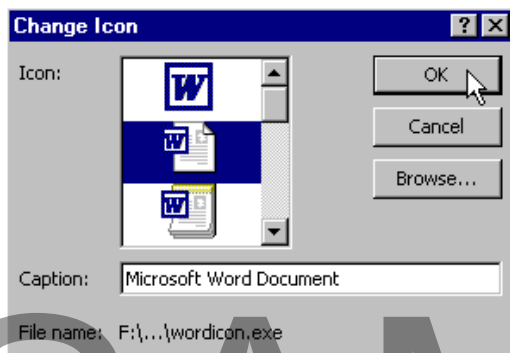 Change Icon
Icon:
OK
Cancel
Browse...
Caption: Microsoft Word Document
File name: F:\...\wordicon.exe